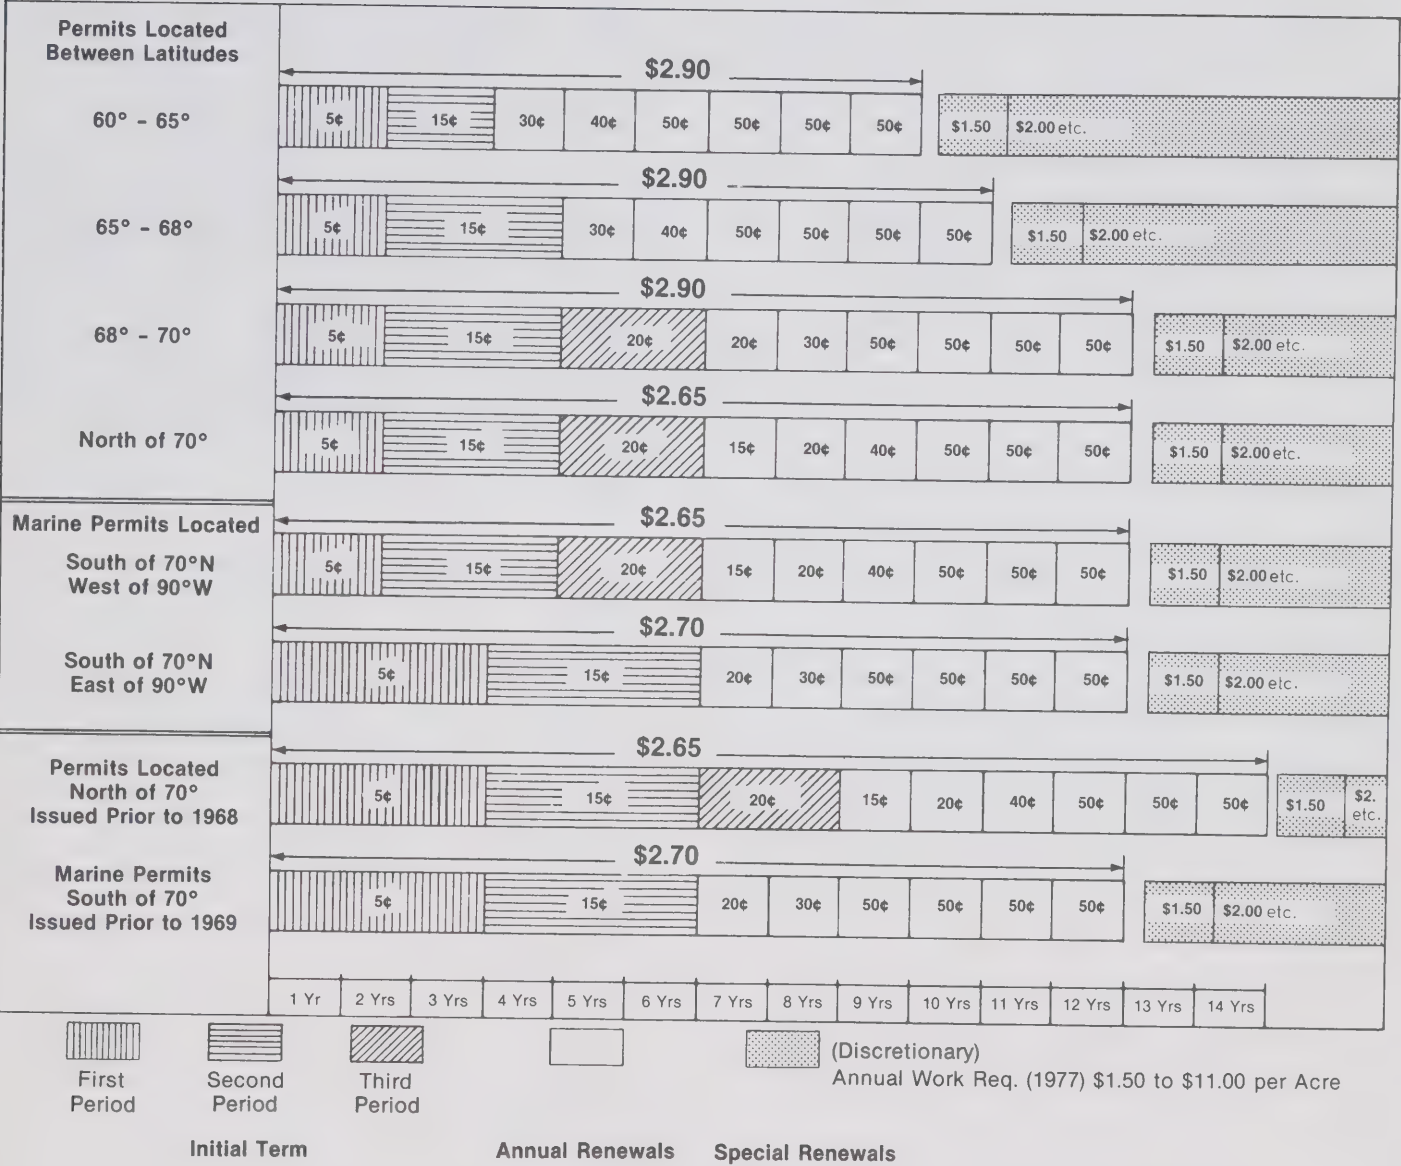 Permits Located
Between Latitudes
$2.90
60° - 65°
5¢ 15¢ 30¢ 40¢ 50¢ 50¢ 50¢ 50¢ $1.50 $2.00 etc.
$2.90
65° - 68°
5¢ 15¢ 30¢ 40¢ 50¢ 50¢ 50¢ 50¢ $1.50 $2.00 etc.
$2.90
68° - 70°
5¢ 15¢ 20¢ 20¢ 30¢ 50¢ 50¢ 50¢ 50¢ $1.50 $2.00 etc.
$2.65
North of 70°
5¢ 15¢ 20¢ 15¢ 20¢ 40¢ 50¢ 50¢ 50¢ $1.50 $2.00 etc.
Marine Permits Located
$2.65
South of 70°N
West of 90°W
5¢ 15¢ 20¢ 15¢ 20¢ 40¢ 50¢ 50¢ 50¢ $1.50 $2.00 etc.
$2.70
South of 70°N
East of 90°W
5¢ 15¢ 20¢ 30¢ 50¢ 50¢ 50¢ 50¢ $1.50 $2.00 etc.
$2.65
Permits Located
North of 70°
Issued Prior to 1968
5¢ 15¢ 20¢ 15¢ 20¢ 40¢ 50¢ 50¢ 50¢ $1.50 $2.
etc.
$2.70
Marine Permits
South of 70°
Issued Prior to 1969
5¢ 15¢ 20¢ 30¢ 50¢ 50¢ 50¢ 50¢ $1.50 $2.00 etc.
1 Yr 2 Yrs 3 Yrs 4 Yrs 5 Yrs 6 Yrs 7 Yrs 8 Yrs 9 Yrs 10 Yrs 11 Yrs 12 Yrs 13 Yrs 14 Yrs
First
Period
Second
Period
Third
Period
(Discretionary)
Annual Work Req. (1977) $1.50 to $11.00 per Acre
Initial Term
Annual Renewals
Special Renewals